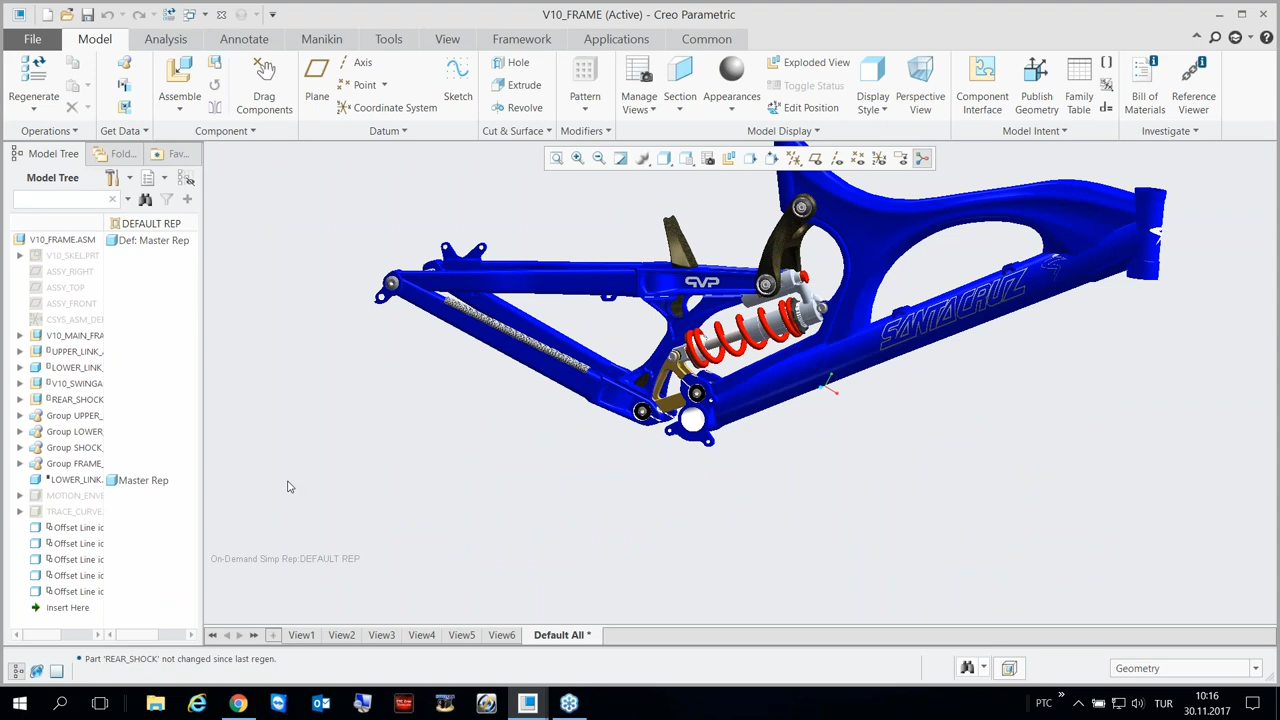 V10_FRAME (Active) - Creo Parametric
File Model Analysis Annotate Manikin Tools View Framework Applications Common
Regenerate
Operations
Get Data
Assemble
Drag Components
Component
Plane
Axis
Point
Coordinate System
Sketch
Datum
Hole
Extrude
Revolve
Cut & Surface
Pattern
Modifiers
Manage Views
Section
Appearances
Exploded View
Toggle Status
Edit Position
Display Style
Perspective View
Model Display
Component Interface
Publish Geometry
Family Table
Model Intent
Bill of Materials
Reference Viewer
Investigate
Model Tree Fold... Fav...
Model Tree
DEFAULT REP
V10_FRAME.ASM Def: Master Rep
V10_SKEL.PRT
ASSY_RIGHT
ASSY_TOP
ASSY_FRONT
CSYS_ASM_DE
V10_MAIN_FRA
UPPER_LINK_
LOWER_LINK.
V10_SWINGA
REAR_SHOCK
Group UPPER_
Group LOWER_
Group SHOCK_
Group FRAME_
LOWER_LINK. Master Rep
MOTION_ENVE
TRACE_CURVE.
Offset Line ic
Offset Line ic
Offset Line ic
Offset Line ic
Offset Line ic
Insert Here
PVP
SANTACRUZ
On-Demand Simp Rep:DEFAULT REP
View1 View2 View3 View4 View5 View6 Default All *
• Part 'REAR_SHOCK' not changed since last regen.
Geometry
PTC » TUR 10:16
30.11.2017